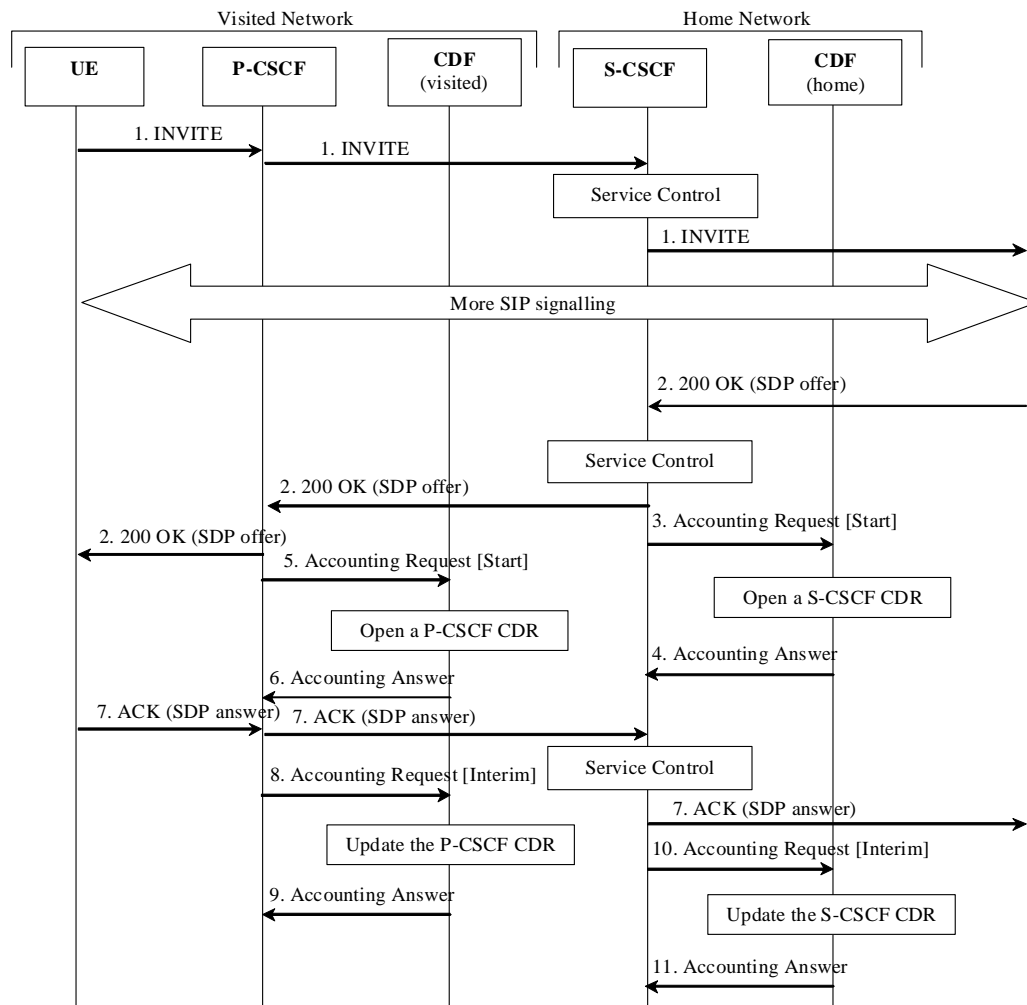 Visited Network
Home Network
UE
P-CSCF
CDF
(visited)
S-CSCF
CDF
(home)
1. INVITE
1. INVITE
Service Control
1. INVITE
More SIP signalling
2. 200 OK (SDP offer)
Service Control
2. 200 OK (SDP offer)
3. Accounting Request [Start]
2. 200 OK (SDP offer)
5. Accounting Request [Start]
Open a S-CSCF CDR
Open a P-CSCF CDR
4. Accounting Answer
6. Accounting Answer
7. ACK (SDP answer)
7. ACK (SDP answer)
Service Control
8. Accounting Request [Interim]
7. ACK (SDP answer)
Update the P-CSCF CDR
10. Accounting Request [Interim]
9. Accounting Answer
Update the S-CSCF CDR
11. Accounting Answer